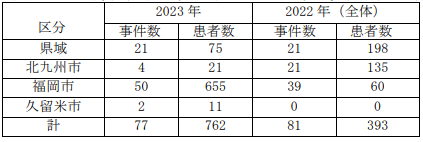 区分 2023 年 2022 年（全体）
事件数 患者数 事件数 患者数
県域 21 75 21 198
北九州市 4 21 21 135
福岡市 50 655 39 60
久留米市 2 11 0 0
計 77 762 81 393